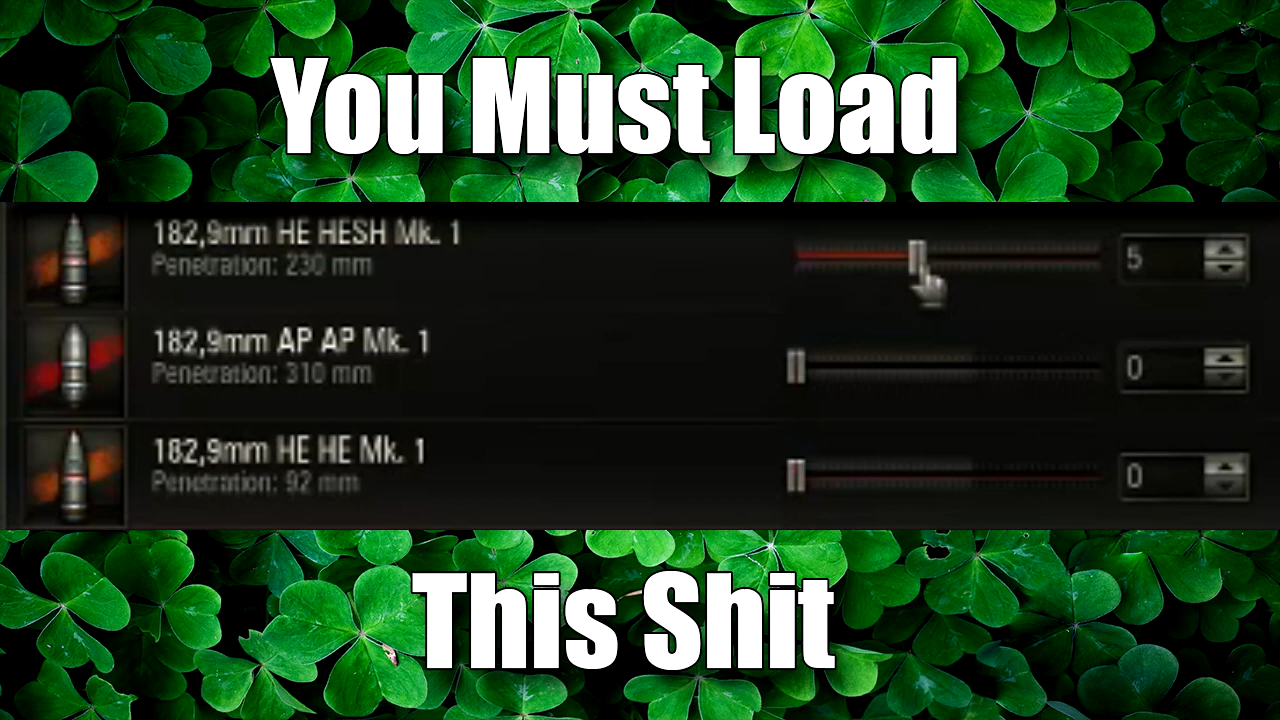 You Must Load
182,9mm HE HESH Mk. 1
Penetration: 230 mm
5
182,9mm AP AP Mk. 1
Penetration: 310 mm
0
182,9mm HE HE Mk. 1
Penetration: 92 mm
0
This Shit